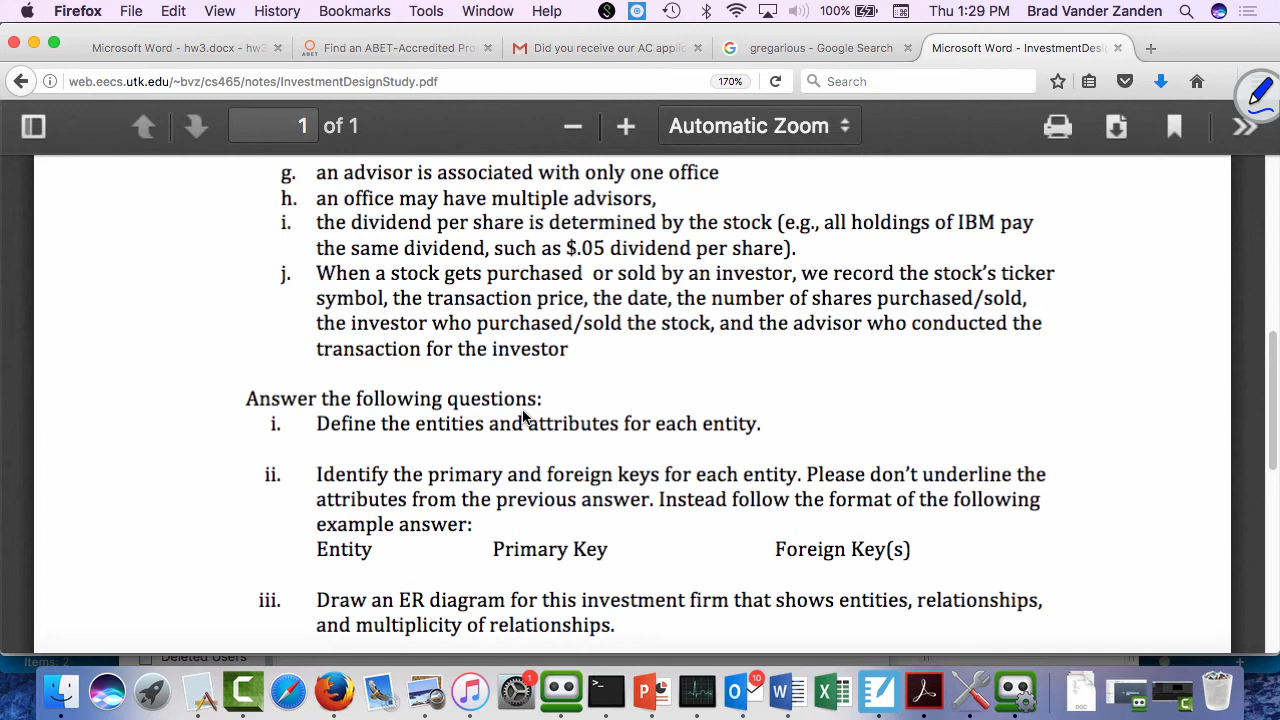 Firefox File Edit View History Bookmarks Tools Window Help 100% Thu 1:29 PM Brad Vander Zanden
Microsoft Word - hw3.docx - hw3 Find an ABET-Accredited Pro Did you receive our AC appl gregarious - Google Search Microsoft Word - InvestmentDesi
web.eecs.utk.edu/~bvz/cs465/notes/InvestmentDesignStudy.pdf 170% Search
1 of 1 Automatic Zoom
g. an advisor is associated with only one office
h. an office may have multiple advisors,
i. the dividend per share is determined by the stock (e.g., all holdings of IBM pay
the same dividend, such as $.05 dividend per share).
j. When a stock gets purchased or sold by an investor, we record the stock's ticker
symbol, the transaction price, the date, the number of shares purchased/sold,
the investor who purchased/sold the stock, and the advisor who conducted the
transaction for the investor
Answer the following questions:
i. Define the entities and attributes for each entity.
ii. Identify the primary and foreign keys for each entity. Please don't underline the
attributes from the previous answer. Instead follow the format of the following
example answer:
Entity Primary Key Foreign Key(s)
iii. Draw an ER diagram for this investment firm that shows entities, relationships,
and multiplicity of relationships.
Items: 2 Deleted Users
1 10